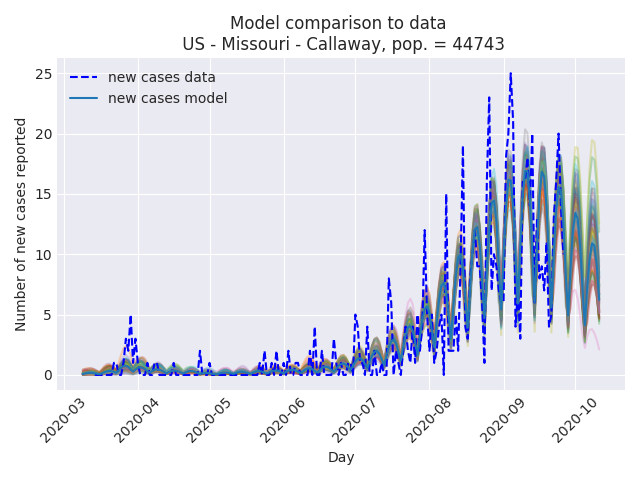 Model comparison to data
US - Missouri - Callaway, pop. = 44743
Number of new cases reported
25
20
15
10
5
0
new cases data
new cases model
2020-03
2020-04
2020-05
2020-06
2020-07
2020-08
2020-09
2020-10
Day